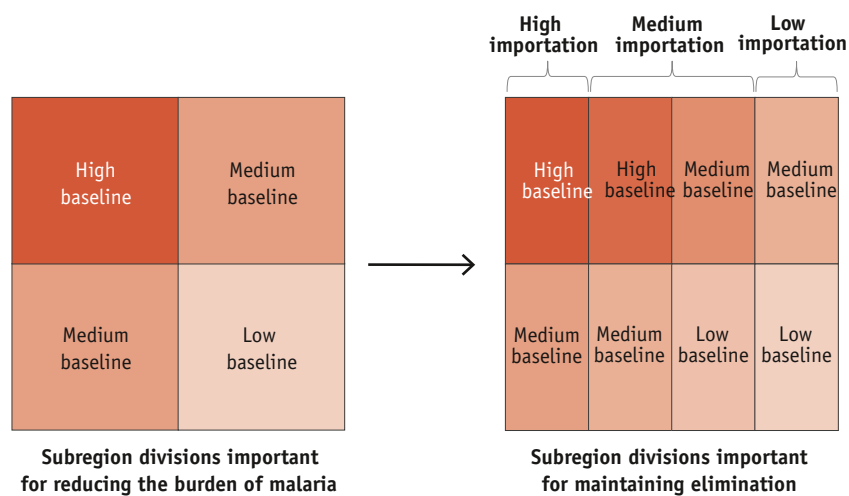 High
importation
Medium
importation
Low
importation
High
baseline
Medium
baseline
Medium
baseline
Low
baseline
High
baseline
High
baseline
Medium
baseline
Medium
baseline
Medium
baseline
Medium
baseline
Low
baseline
Low
baseline
Subregion divisions important
for reducing the burden of malaria
Subregion divisions important
for maintaining elimination